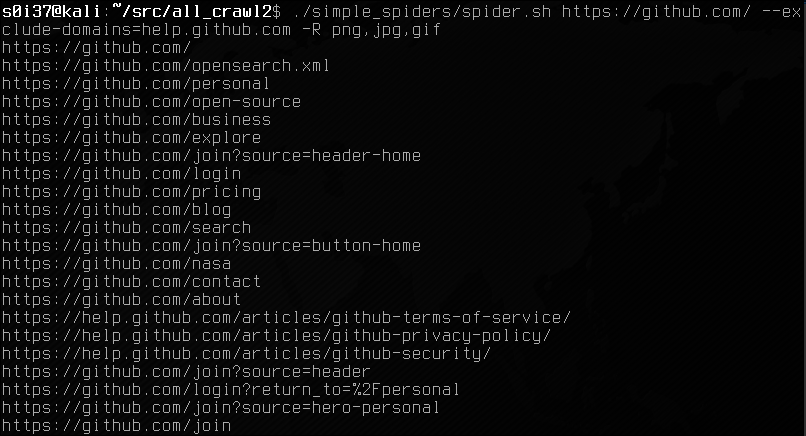 s0i37@kali:~/src/all_crawl2$ ./simple_spiders/spider.sh https://github.com/ --ex
clude-domains=help.github.com -R png,jpg,gif
https://github.com/
https://github.com/opensearch.xml
https://github.com/personal
https://github.com/open-source
https://github.com/business
https://github.com/explore
https://github.com/join?source=header-home
https://github.com/login
https://github.com/pricing
https://github.com/blog
https://github.com/search
https://github.com/join?source=button-home
https://github.com/nasa
https://github.com/contact
https://github.com/about
https://help.github.com/articles/github-terms-of-service/
https://help.github.com/articles/github-privacy-policy/
https://help.github.com/articles/github-security/
https://github.com/join?source=header
https://github.com/login?return_to=%2Fpersonal
https://github.com/join?source=hero-personal
https://github.com/join